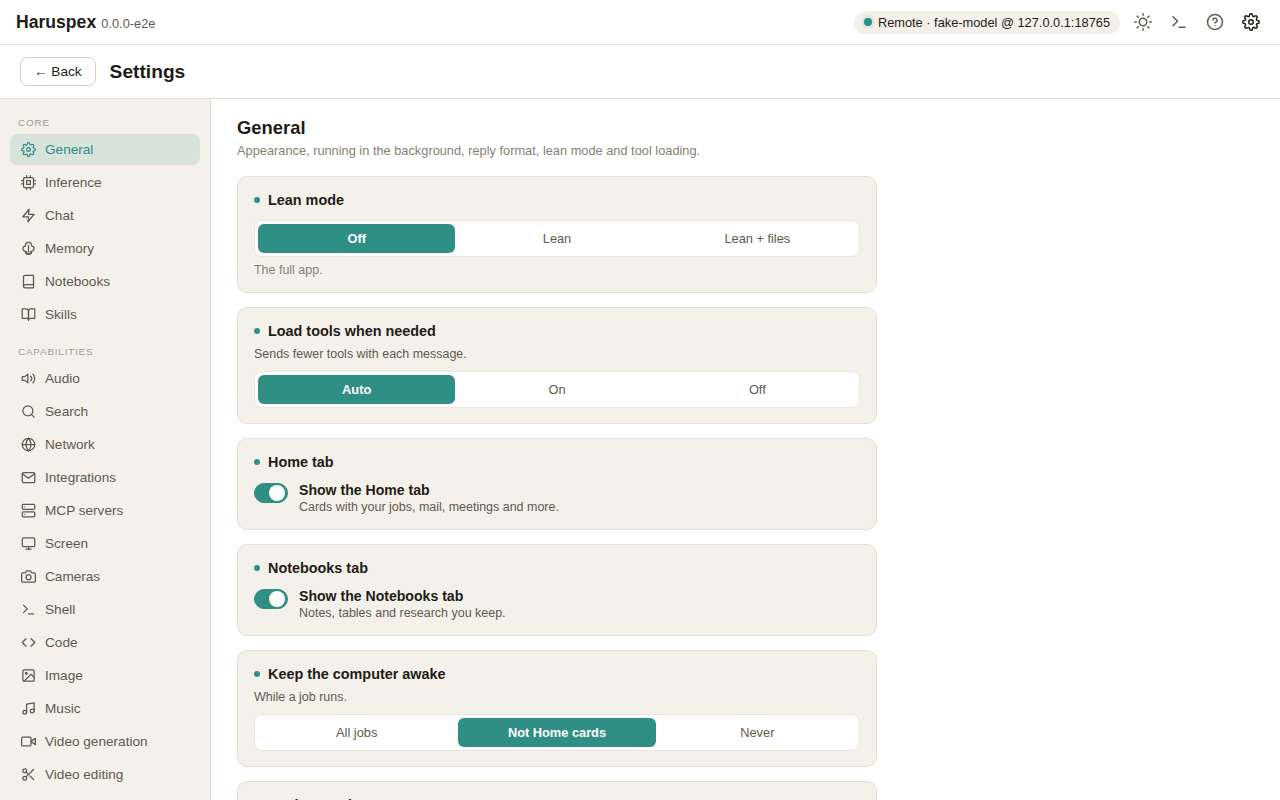 Haruspex 0.0.0-e2e
Remote · fake-model @ 127.0.0.1:18765
← Back
Settings
CORE
General
Inference
Chat
Memory
Notebooks
Skills
CAPABILITIES
Audio
Search
Network
Integrations
MCP servers
Screen
Cameras
Shell
Code
Image
Music
Video generation
Video editing
General
Appearance, running in the background, reply format, lean mode and tool loading.
Lean mode
Off Lean Lean + files
The full app.
Load tools when needed
Sends fewer tools with each message.
Auto On Off
Home tab
Show the Home tab
Cards with your jobs, mail, meetings and more.
Notebooks tab
Show the Notebooks tab
Notes, tables and research you keep.
Keep the computer awake
While a job runs.
All jobs Not Home cards Never